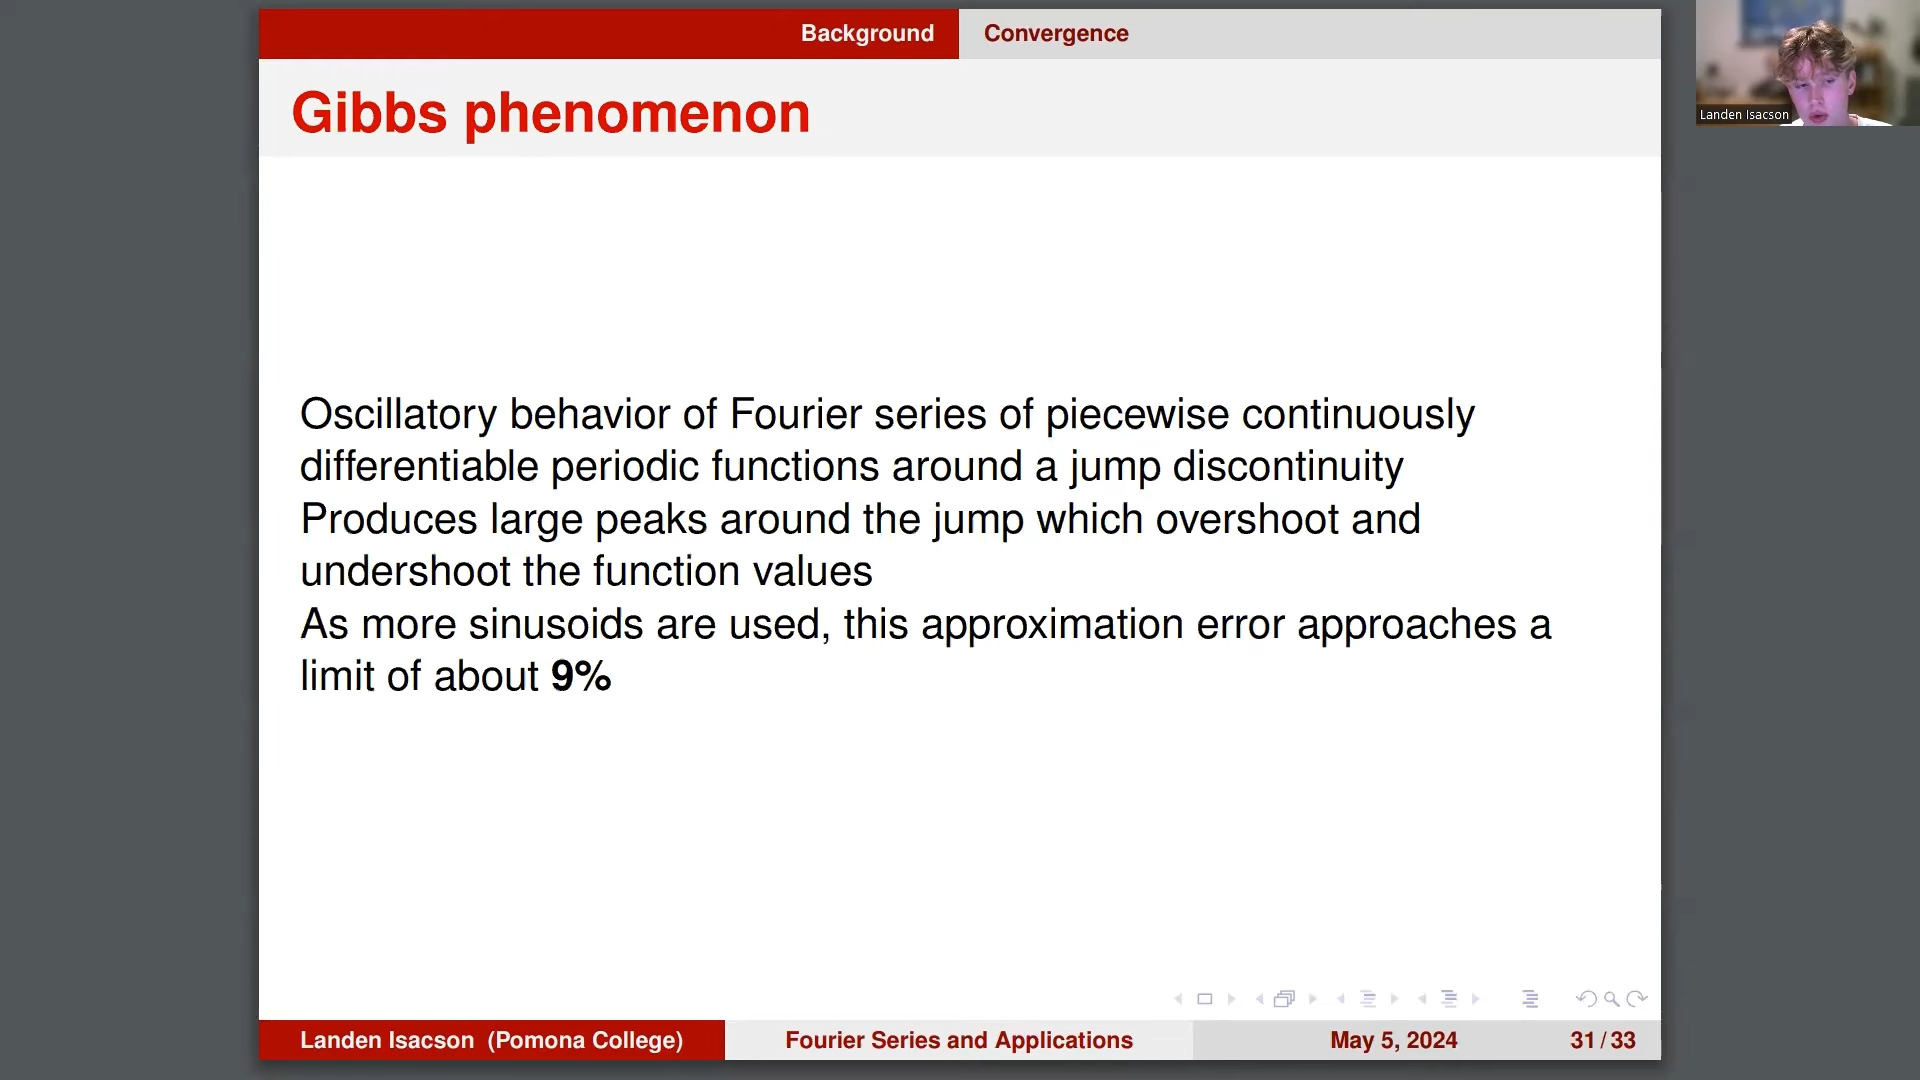 Background Convergence
Landen Isacson
Gibbs phenomenon
Oscillatory behavior of Fourier series of piecewise continuously
differentiable periodic functions around a jump discontinuity
Produces large peaks around the jump which overshoot and
undershoot the function values
As more sinusoids are used, this approximation error approaches a
limit of about 9%
Landen Isacson (Pomona College) Fourier Series and Applications May 5, 2024 31 / 33